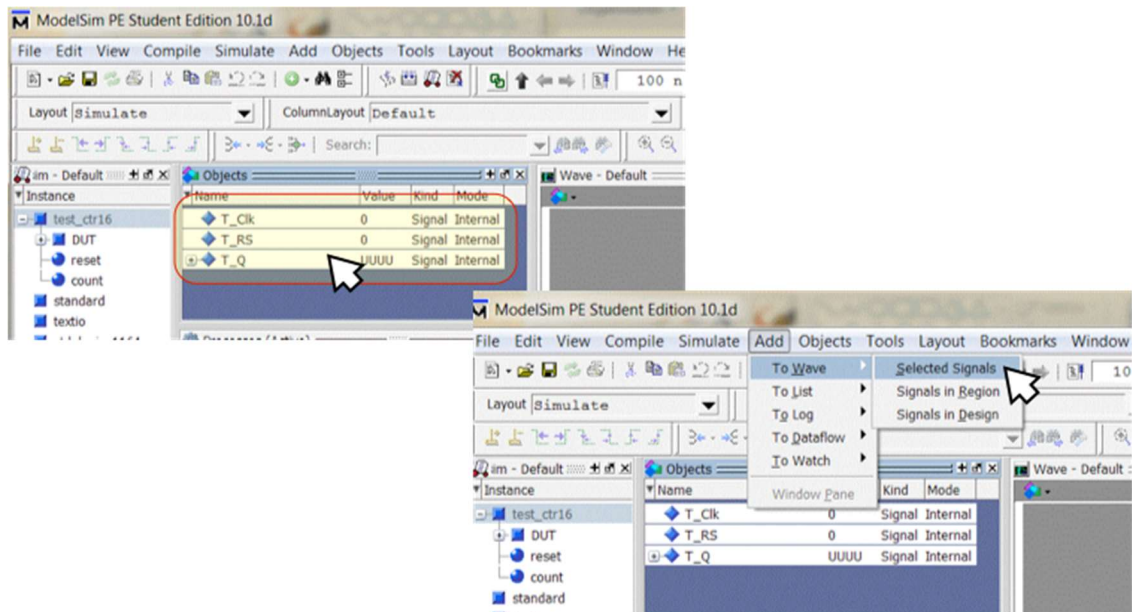 ModelSim PE Student Edition 10.1d
File Edit View Compile Simulate Add Objects Tools Layout Bookmarks Window He
100 n
Layout Simulate ColumnLayout Default
Search:
sim - Default Objects Wave - Default
Instance Name Value Kind Mode
test_ctr16 T_Clk 0 Signal Internal
DUT T_RS 0 Signal Internal
reset T_Q UUUU Signal Internal
count
standard
textio
ModelSim PE Student Edition 10.1d
File Edit View Compile Simulate Add Objects Tools Layout Bookmarks Window
To Wave Selected Signals 10
To List Signals in Region
Layout Simulate To Log Signals in Design
To Dataflow
To Watch
sim - Default Objects Wave - Default
Instance Name Window Pane Kind Mode
test_ctr16 T_Clk 0 Signal Internal
DUT T_RS 0 Signal Internal
reset T_Q UUUU Signal Internal
count
standard